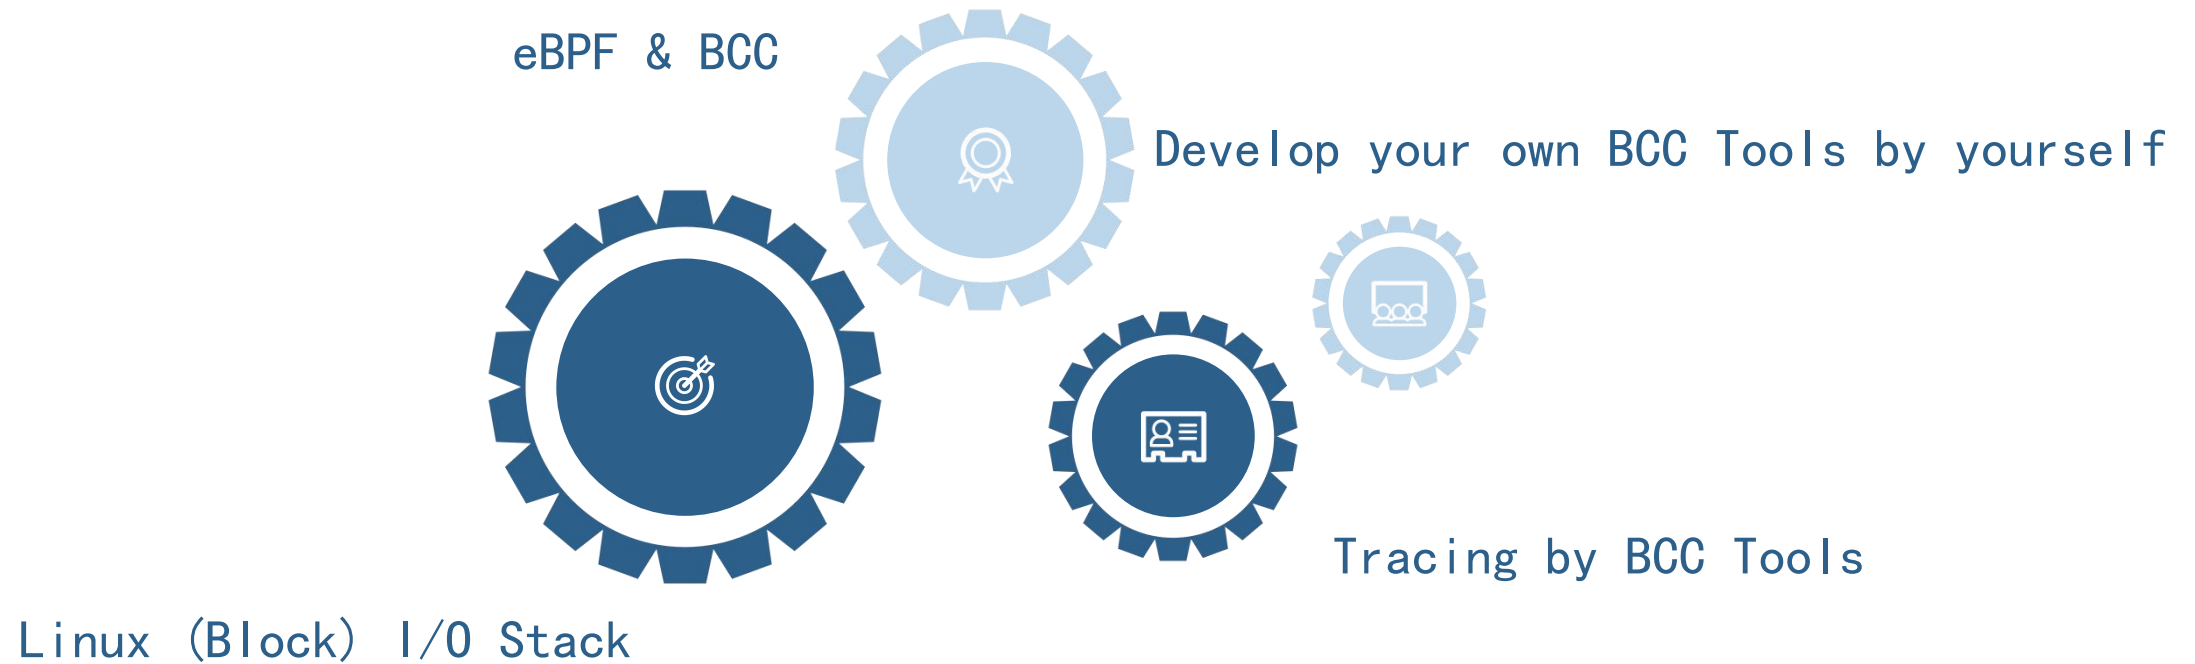 eBPF & BCC
Develop your own BCC Tools by yourself
Tracing by BCC Tools
Linux (Block) I/O Stack